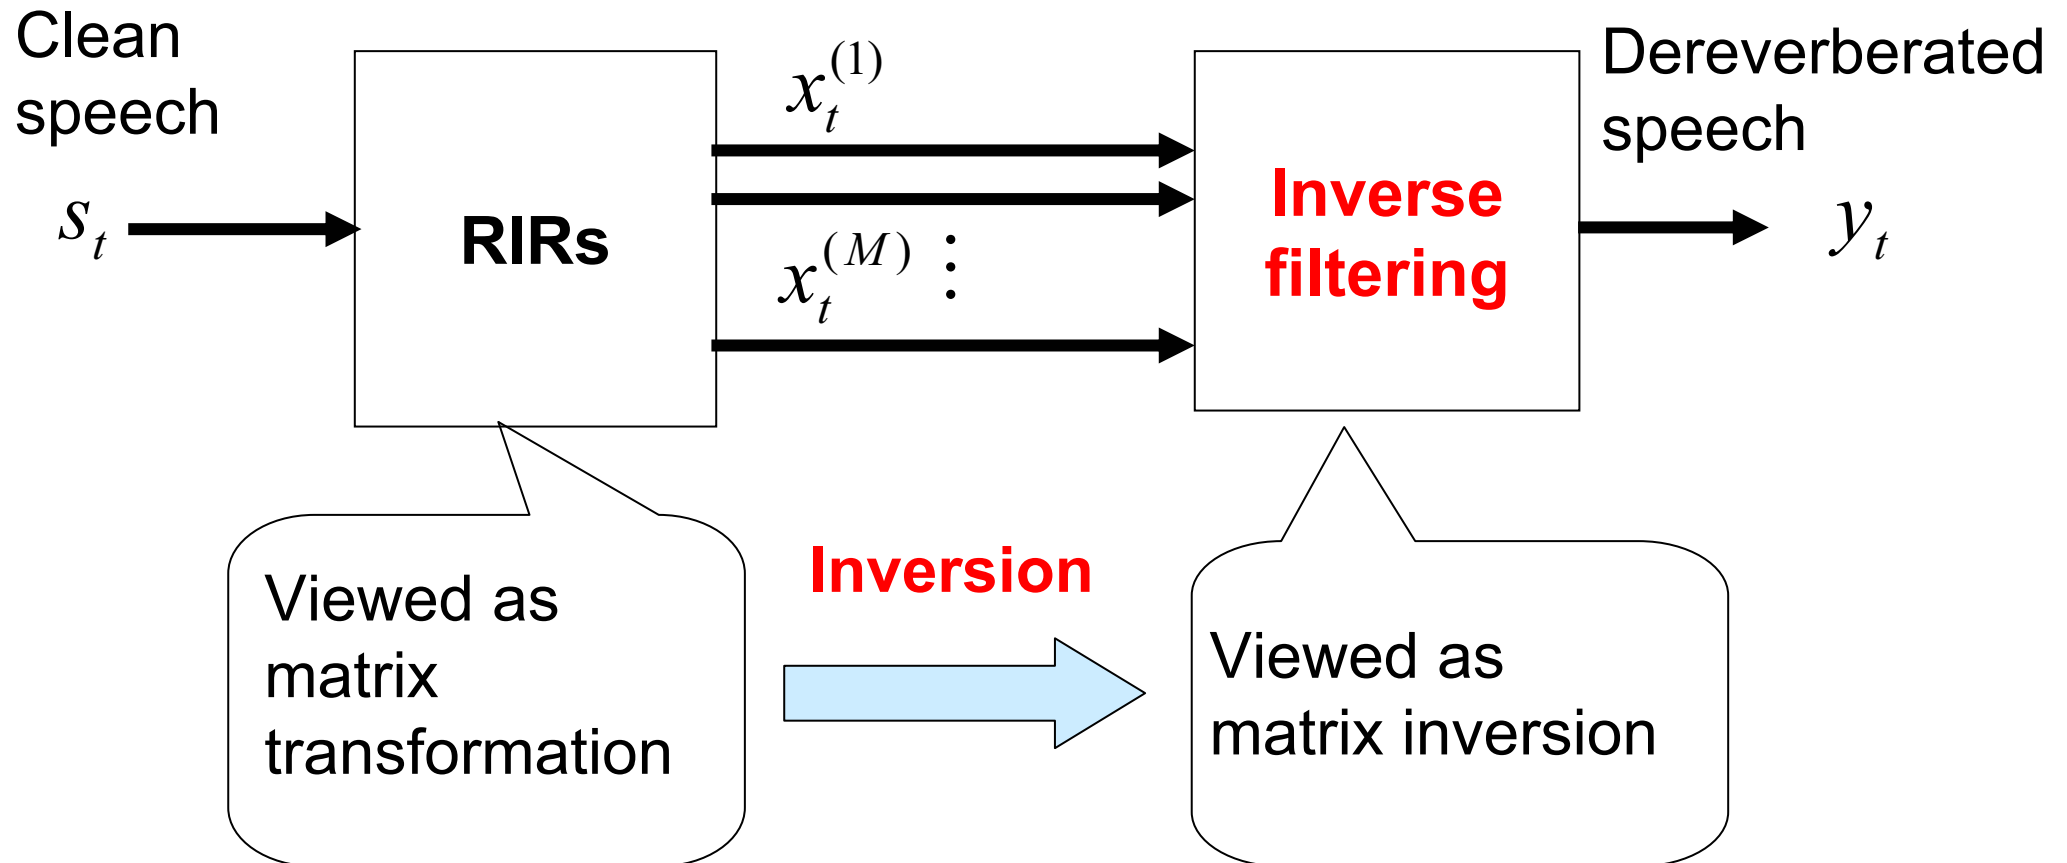 Clean
speech
s_t
RIRs
x_t^{(1)}
x_t^{(M)} ⋮
Inverse
filtering
Dereverberated
speech
y_t
Viewed as
matrix
transformation
Inversion
Viewed as
matrix inversion